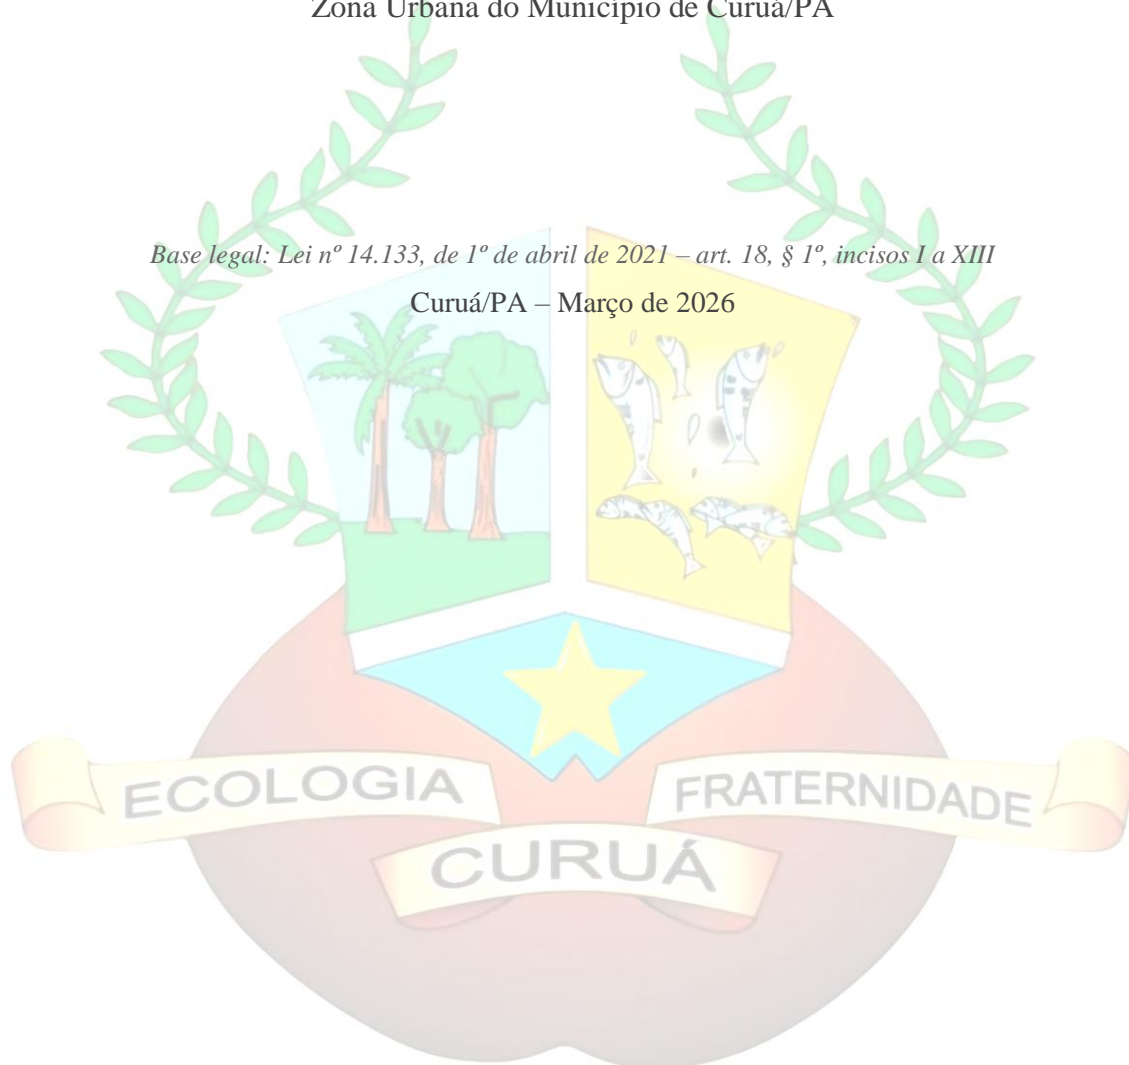 Zona Urbana do Município de Curuá/PA
Base legal: Lei nº 14.133, de 1º de abril de 2021 – art. 18, § 1º, incisos I a XIII
Curuá/PA – Março de 2026
ECOLOGIA
FRATERNIDADE
CURUÁ